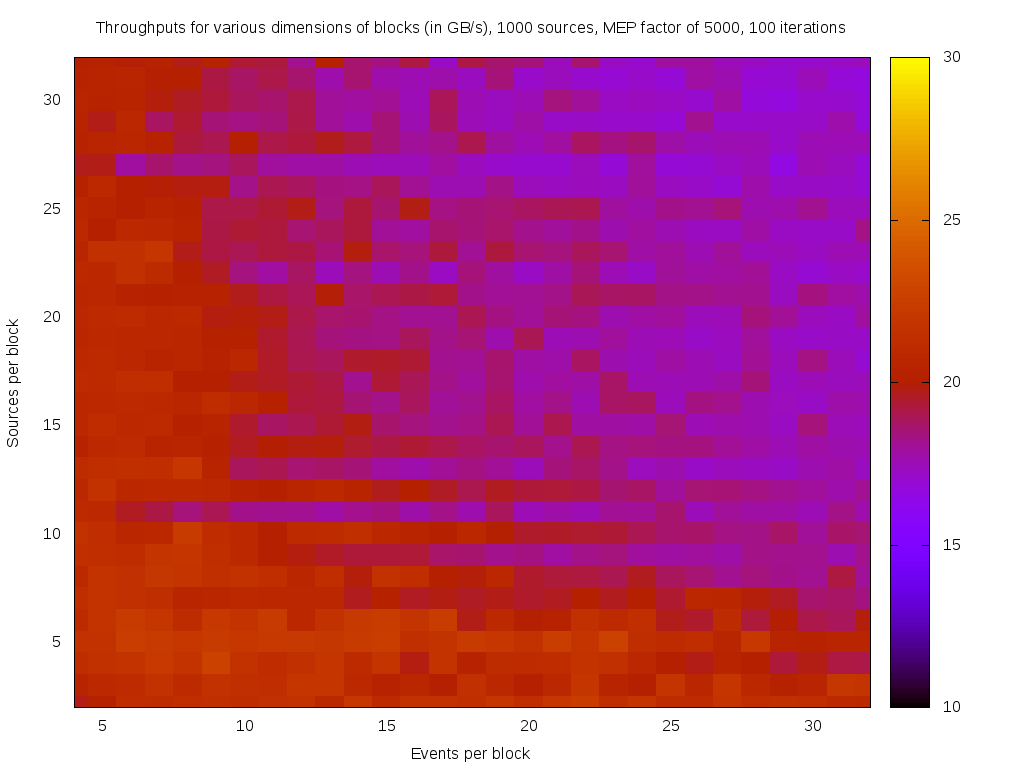 Throughputs for various dimensions of blocks (in GB/s), 1000 sources, MEP factor of 5000, 100 iterations
30
25
20
15
10
5
Sources per block
5 10 15 20 25 30
Events per block
30
25
20
15
10